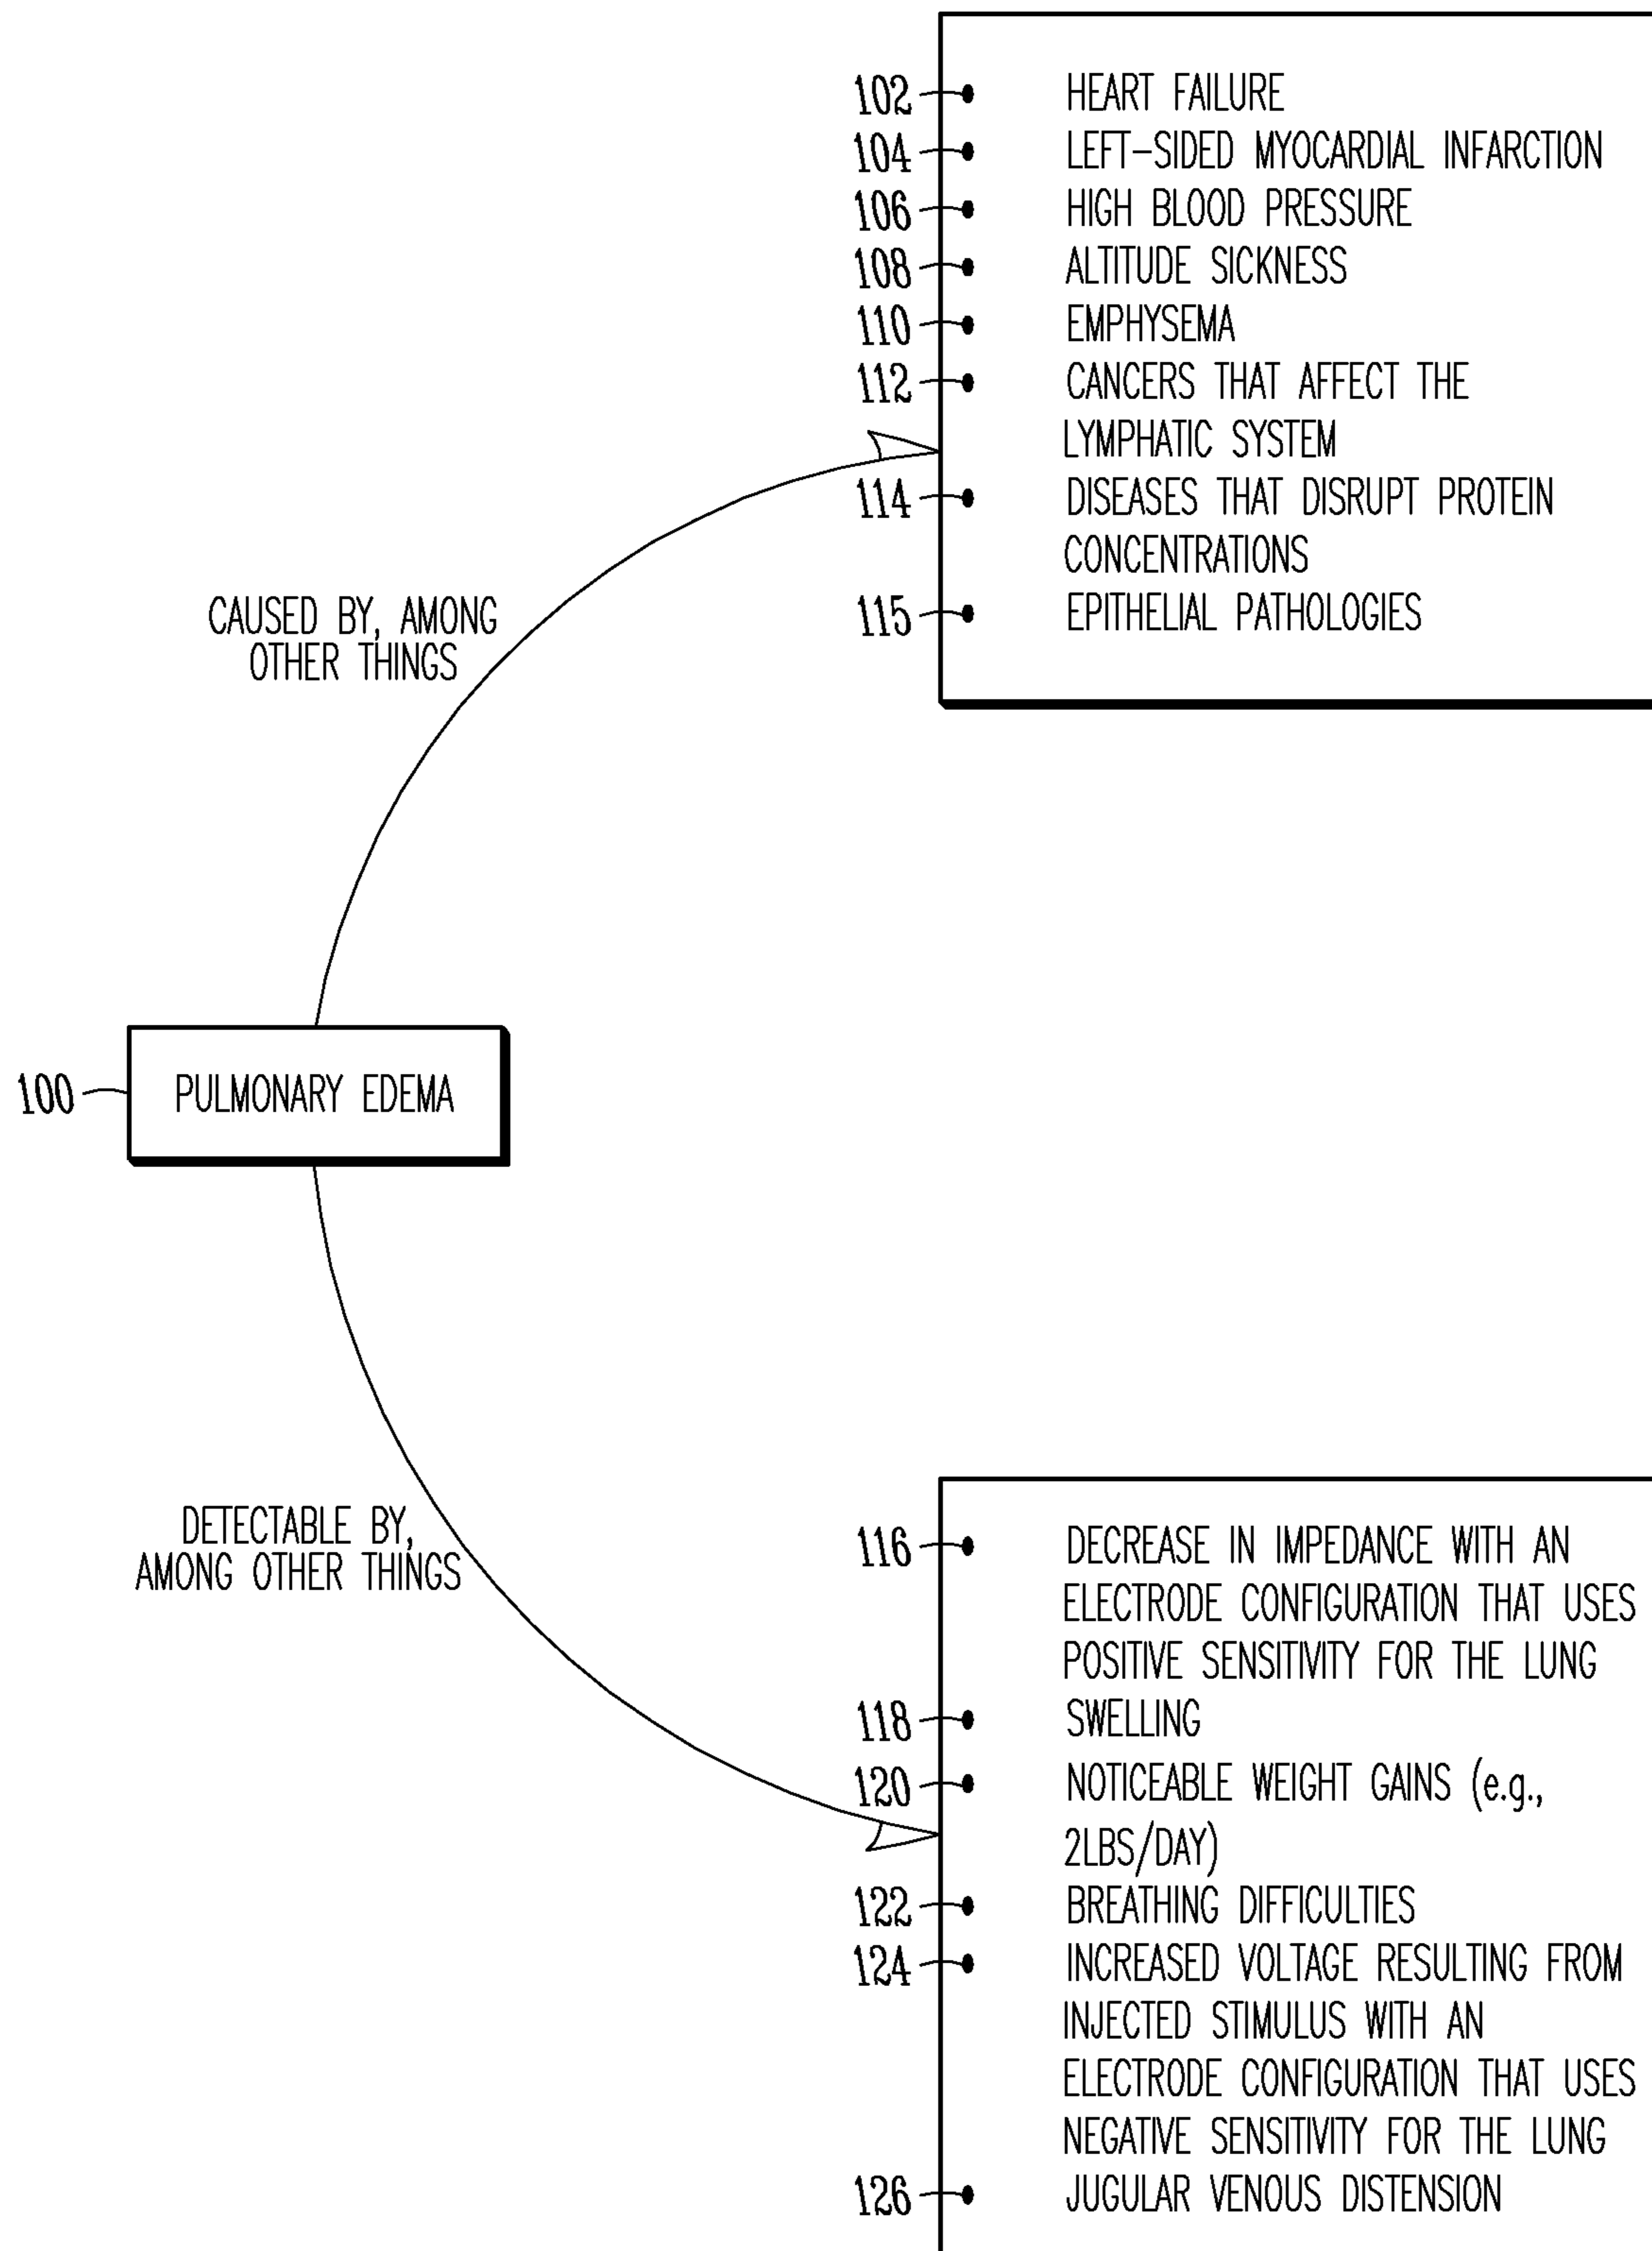 102 HEART FAILURE
104 LEFT-SIDED MYOCARDIAL INFARCTION
106 HIGH BLOOD PRESSURE
108 ALTITUDE SICKNESS
110 EMPHYSEMA
112 CANCERS THAT AFFECT THE
LYMPHATIC SYSTEM
114 DISEASES THAT DISRUPT PROTEIN
CONCENTRATIONS
115 EPITHELIAL PATHOLOGIES
CAUSED BY, AMONG
OTHER THINGS
100 PULMONARY EDEMA
DETECTABLE BY,
AMONG OTHER THINGS
116 DECREASE IN IMPEDANCE WITH AN
ELECTRODE CONFIGURATION THAT USES
POSITIVE SENSITIVITY FOR THE LUNG
118 SWELLING
120 NOTICEABLE WEIGHT GAINS (e.g.,
2LBS/DAY)
122 BREATHING DIFFICULTIES
124 INCREASED VOLTAGE RESULTING FROM
INJECTED STIMULUS WITH AN
ELECTRODE CONFIGURATION THAT USES
NEGATIVE SENSITIVITY FOR THE LUNG
126 JUGULAR VENOUS DISTENSION